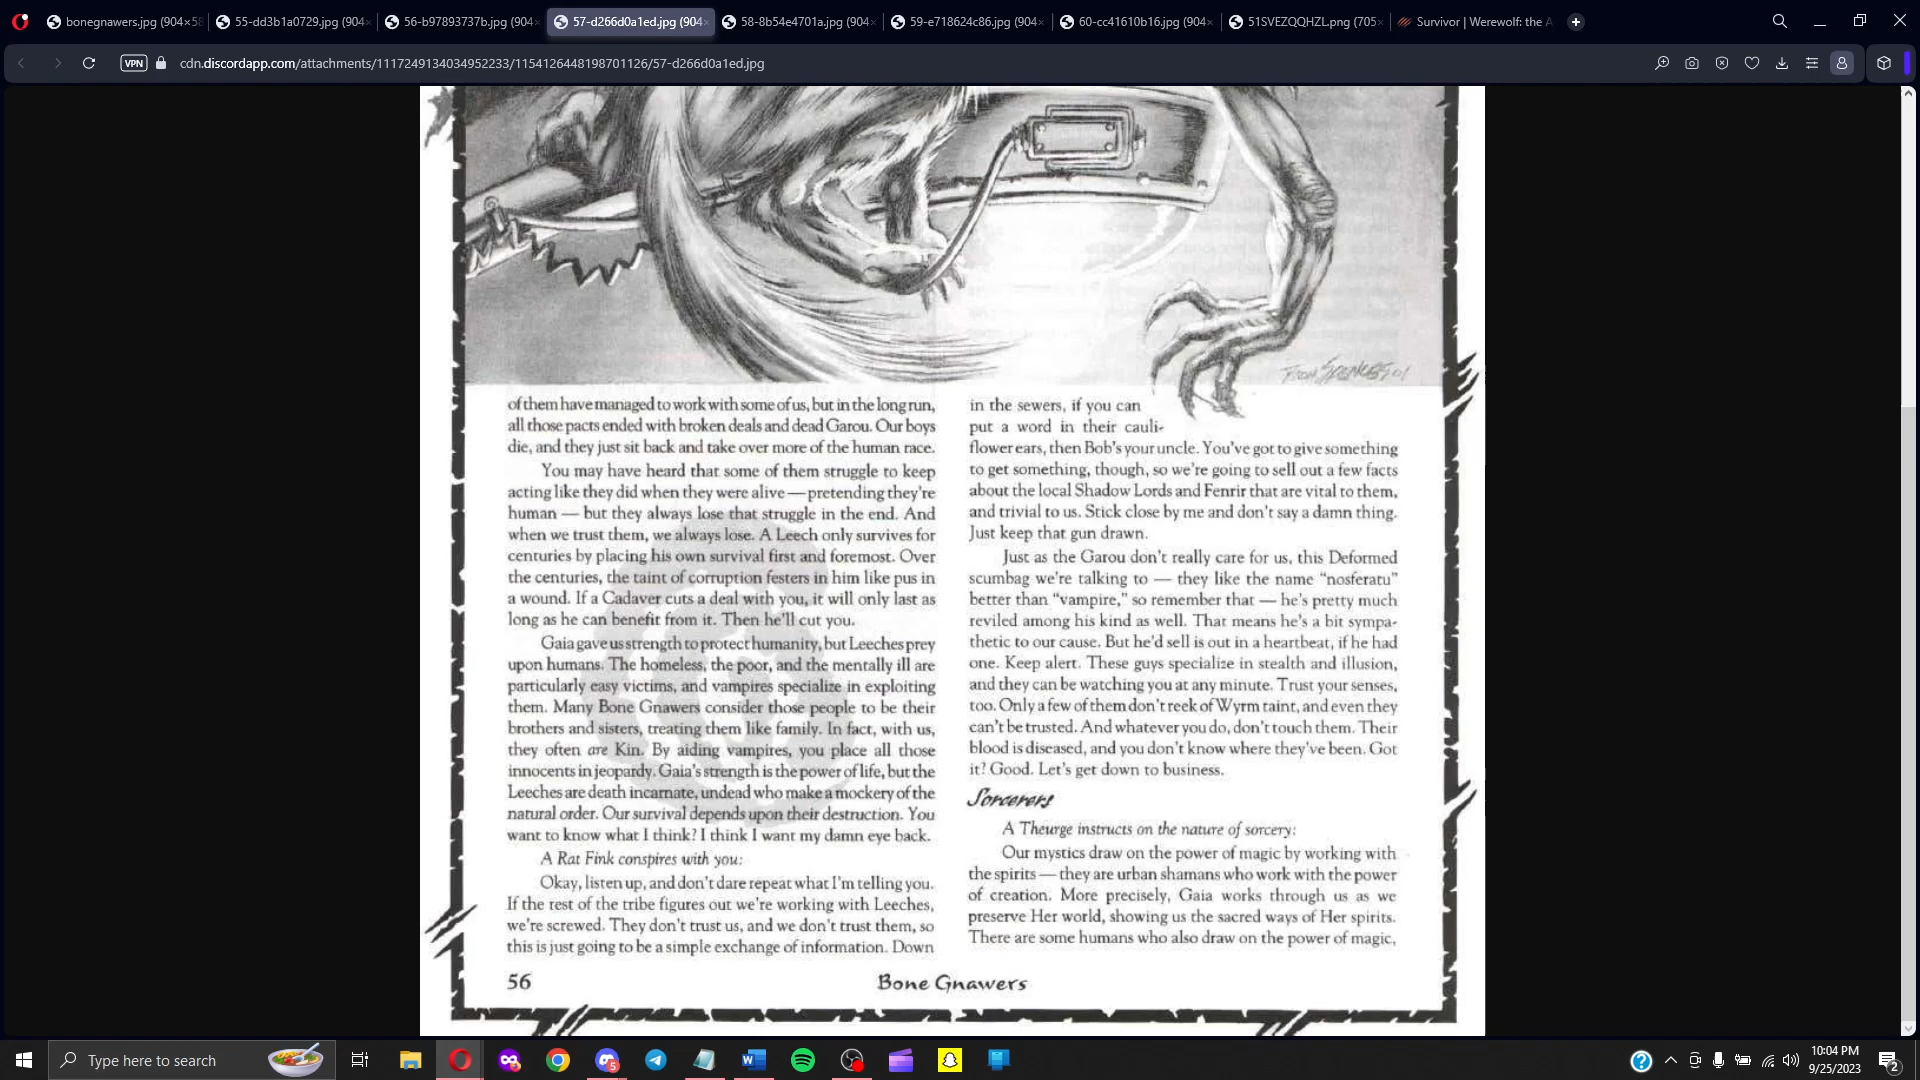 bonegnawers.jpg (904×58
55-dd3b1a0729.jpg (904×
56-b97893737b.jpg (904×
57-d266d0a1ed.jpg (904×
58-8b54e4701a.jpg (904×
59-e718624c86.jpg (904×
60-cc41610b16.jpg (904×
51SVEZQQHZL.png (705×
Survivor | Werewolf: the A
VPN
cdn.discordapp.com/attachments/1117249134034952233/1154126448198701126/57-d266d0a1ed.jpg
of them have managed to work with some of us, but in the long run,
all those pacts ended with broken deals and dead Garou. Our boys
die, and they just sit back and take over more of the human race.
You may have heard that some of them struggle to keep
acting like they did when they were alive — pretending they're
human — but they always lose that struggle in the end. And
when we trust them, we always lose. A Leech only survives for
centuries by placing his own survival first and foremost. Over
the centuries, the taint of corruption festers in him like pus in
a wound. If a Cadaver cuts a deal with you, it will only last as
long as he can benefit from it. Then he'll cut you.
Gaia gave us strength to protect humanity, but Leeches prey
upon humans. The homeless, the poor, and the mentally ill are
particularly easy victims, and vampires specialize in exploiting
them. Many Bone Gnawers consider those people to be their
brothers and sisters, treating them like family. In fact, with us,
they often are Kin. By aiding vampires, you place all those
innocents in jeopardy. Gaia's strength is the power of life, but the
Leeches are death incarnate, undead who make a mockery of the
natural order. Our survival depends upon their destruction. You
want to know what I think? I think I want my damn eye back.
A Rat Fink conspires with you:
Okay, listen up, and don't dare repeat what I'm telling you.
If the rest of the tribe figures out we're working with Leeches,
we're screwed. They don't trust us, and we don't trust them, so
this is just going to be a simple exchange of information. Down
in the sewers, if you can
put a word in their cauli-
flower ears, then Bob's your uncle. You've got to give something
to get something, though, so we're going to sell out a few facts
about the local Shadow Lords and Fenrir that are vital to them,
and trivial to us. Stick close by me and don't say a damn thing.
Just keep that gun drawn.
Just as the Garou don't really care for us, this Deformed
scumbag we're talking to — they like the name "nosferatu"
better than "vampire," so remember that — he's pretty much
reviled among his kind as well. That means he's a bit sympa-
thetic to our cause. But he'd sell is out in a heartbeat, if he had
one. Keep alert. These guys specialize in stealth and illusion,
and they can be watching you at any minute. Trust your senses,
too. Only a few of them don't reek of Wyrm taint, and even they
can't be trusted. And whatever you do, don't touch them. Their
blood is diseased, and you don't know where they've been. Got
it? Good. Let's get down to business.
Sorcerers
A Theurge instructs on the nature of sorcery:
Our mystics draw on the power of magic by working with
the spirits — they are urban shamans who work with the power
of creation. More precisely, Gaia works through us as we
preserve Her world, showing us the sacred ways of Her spirits.
There are some humans who also draw on the power of magic,
56
Bone Gnawers
Type here to search
5
10:04 PM
9/25/2023
2